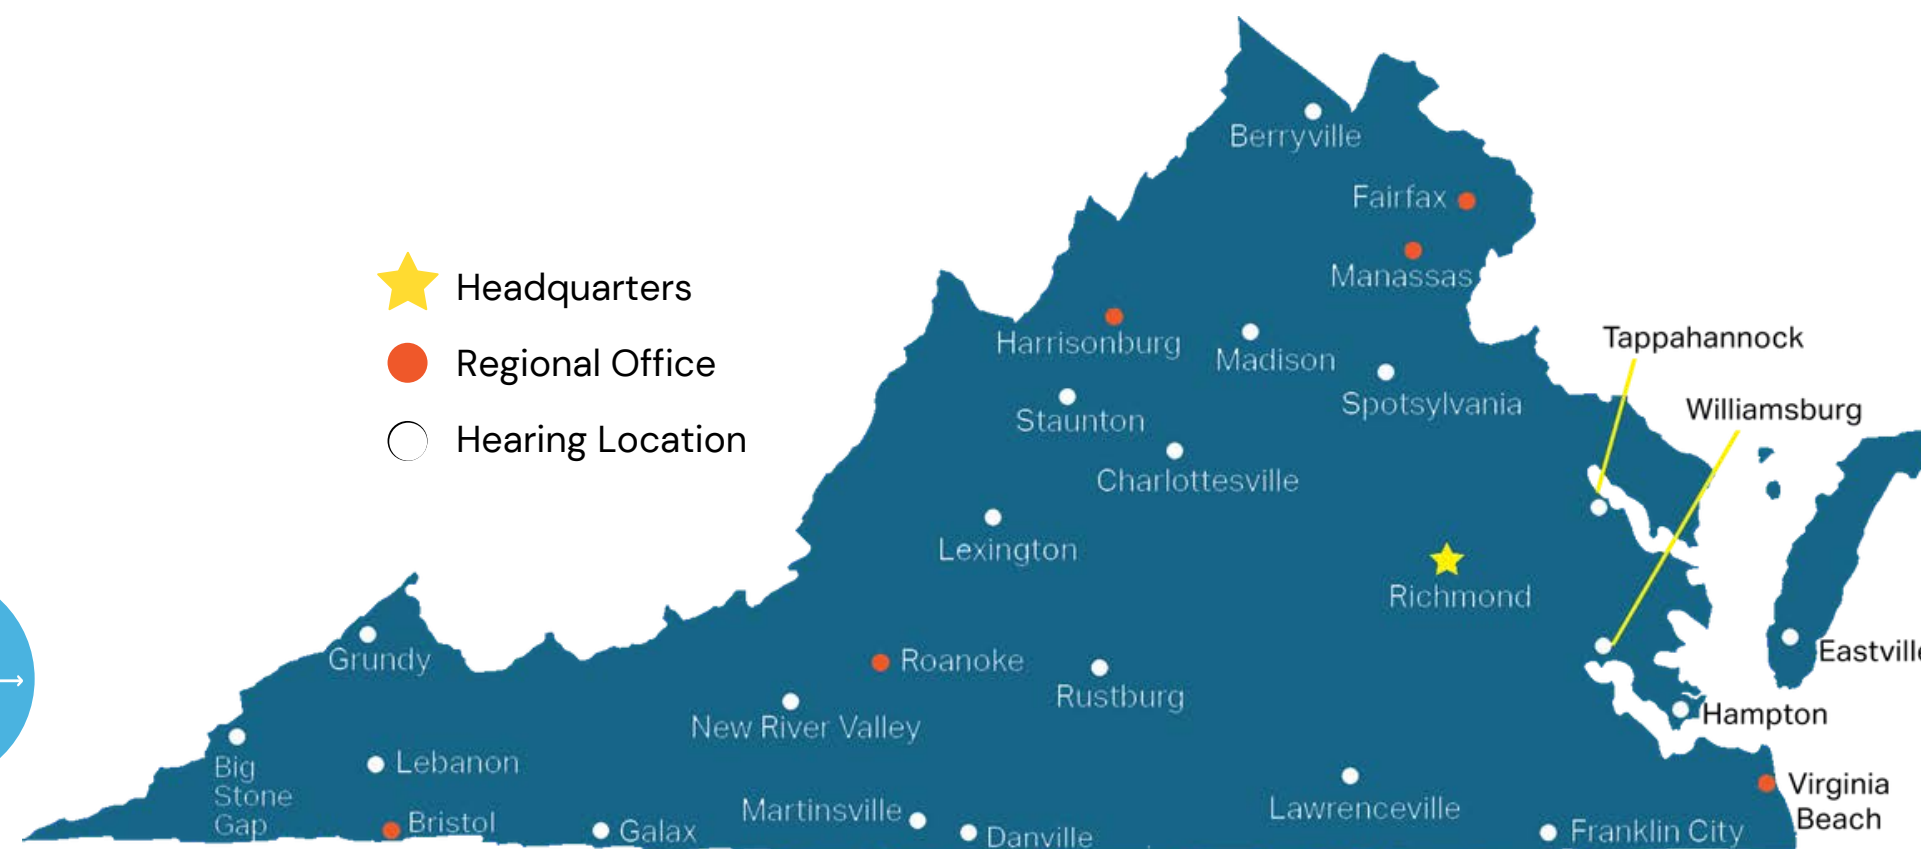 Berryville
Fairfax
Manassas
Headquarters
Regional Office
Hearing Location
Harrisonburg
Madison
Tappahannock
Spotsylvania
Williamsburg
Staunton
Charlottesville
Lexington
Richmond
Grundy
Roanoke
Eastville
Rustburg
New River Valley
Hampton
Big
Stone
Gap
Lebanon
Virginia
Beach
Martinsville
Lawrenceville
Bristol
Galax
Danville
Franklin City